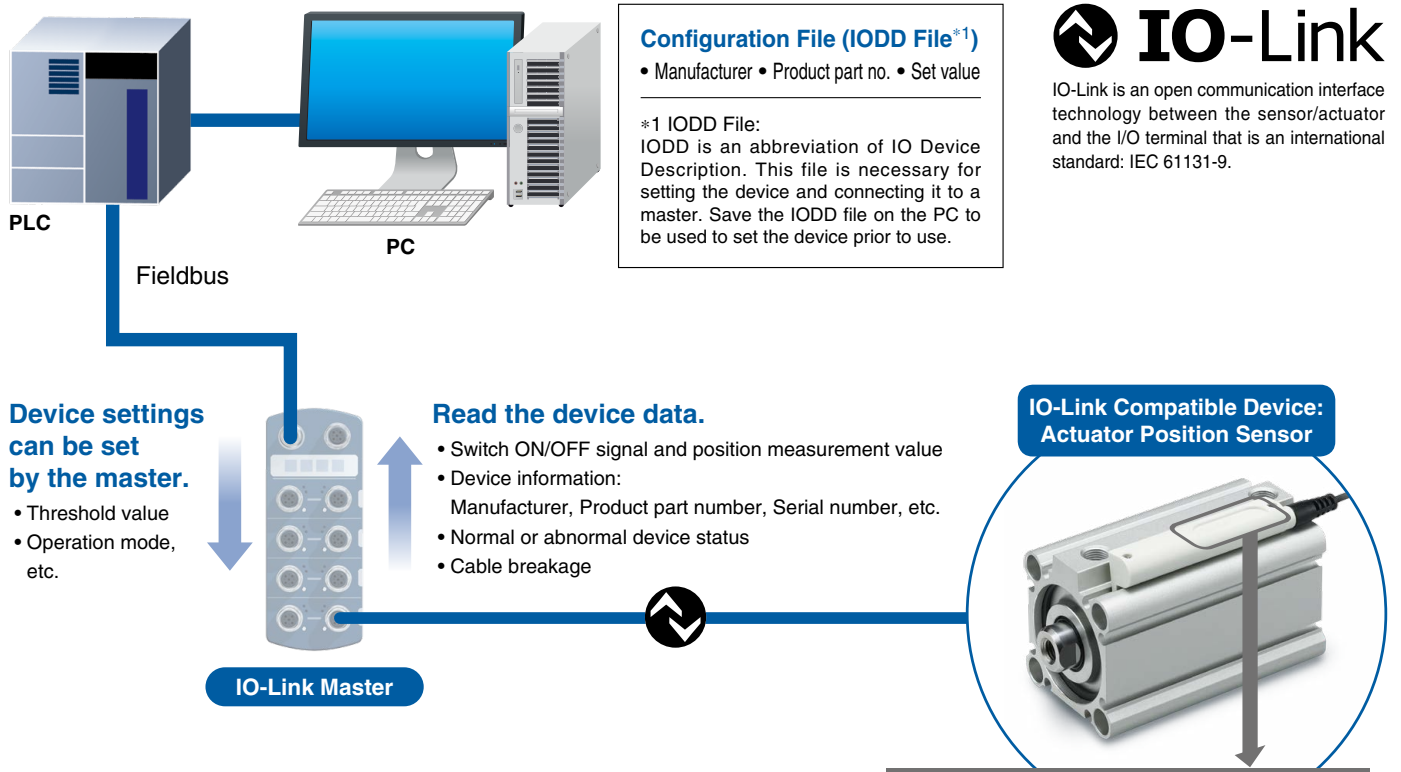 PLC
PC
Fieldbus
Configuration File (IODD File*1)
• Manufacturer • Product part no. • Set value
*1 IODD File:
IODD is an abbreviation of IO Device
Description. This file is necessary for
setting the device and connecting it to a
master. Save the IODD file on the PC to
be used to set the device prior to use.
IO-Link
IO-Link is an open communication interface
technology between the sensor/actuator
and the I/O terminal that is an international
standard: IEC 61131-9.
Device settings
can be set
by the master.
• Threshold value
• Operation mode,
etc.
IO-Link Master
Read the device data.
• Switch ON/OFF signal and position measurement value
• Device information:
Manufacturer, Product part number, Serial number, etc.
• Normal or abnormal device status
• Cable breakage
IO-Link Compatible Device:
Actuator Position Sensor